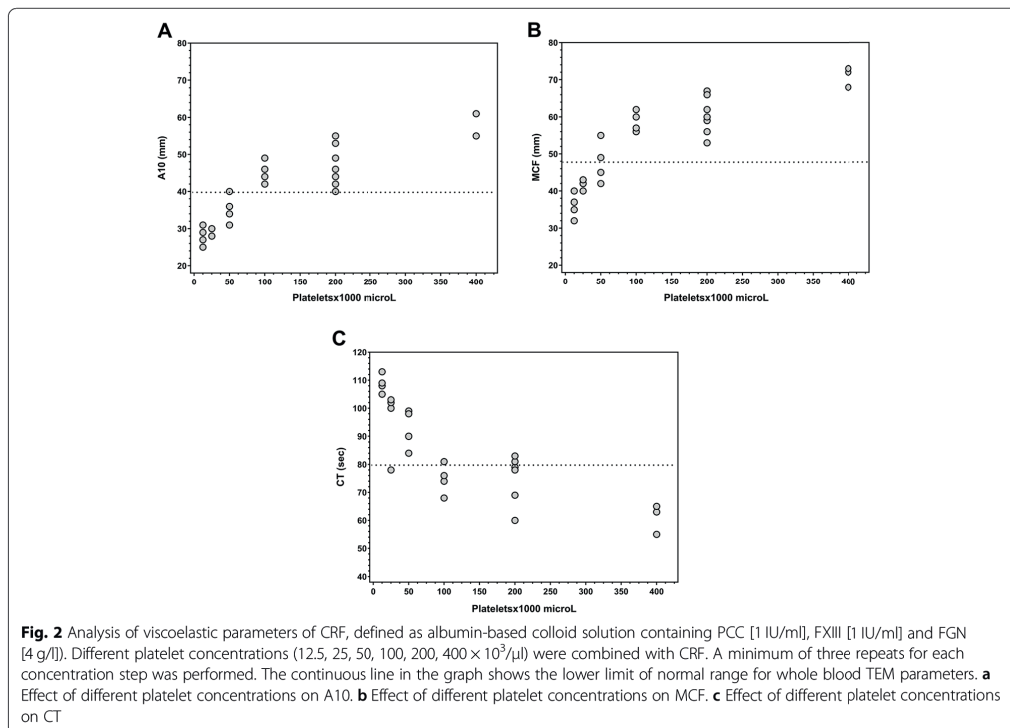 A
80
70
60
50
40
30
20
A10 (mm)
0 50 100 150 200 250 300 350 400
Plateletsx1000 microL
B
80
70
60
50
40
30
20
MCF (mm)
0 50 100 150 200 250 300 350 400
Plateletsx1000 microL
C
120
110
100
90
80
70
60
50
40
CT (sec)
0 50 100 150 200 250 300 350 400
Plateletsx1000 microL
Fig. 2 Analysis of viscoelastic parameters of CRF, defined as albumin-based colloid solution containing PCC [1 IU/ml], FXIII [1 IU/ml] and FGN
[4 g/l]). Different platelet concentrations (12.5, 25, 50, 100, 200, 400 × 10³/μl) were combined with CRF. A minimum of three repeats for each
concentration step was performed. The continuous line in the graph shows the lower limit of normal range for whole blood TEM parameters. a
Effect of different platelet concentrations on A10. b Effect of different platelet concentrations on MCF. c Effect of different platelet concentrations
on CT